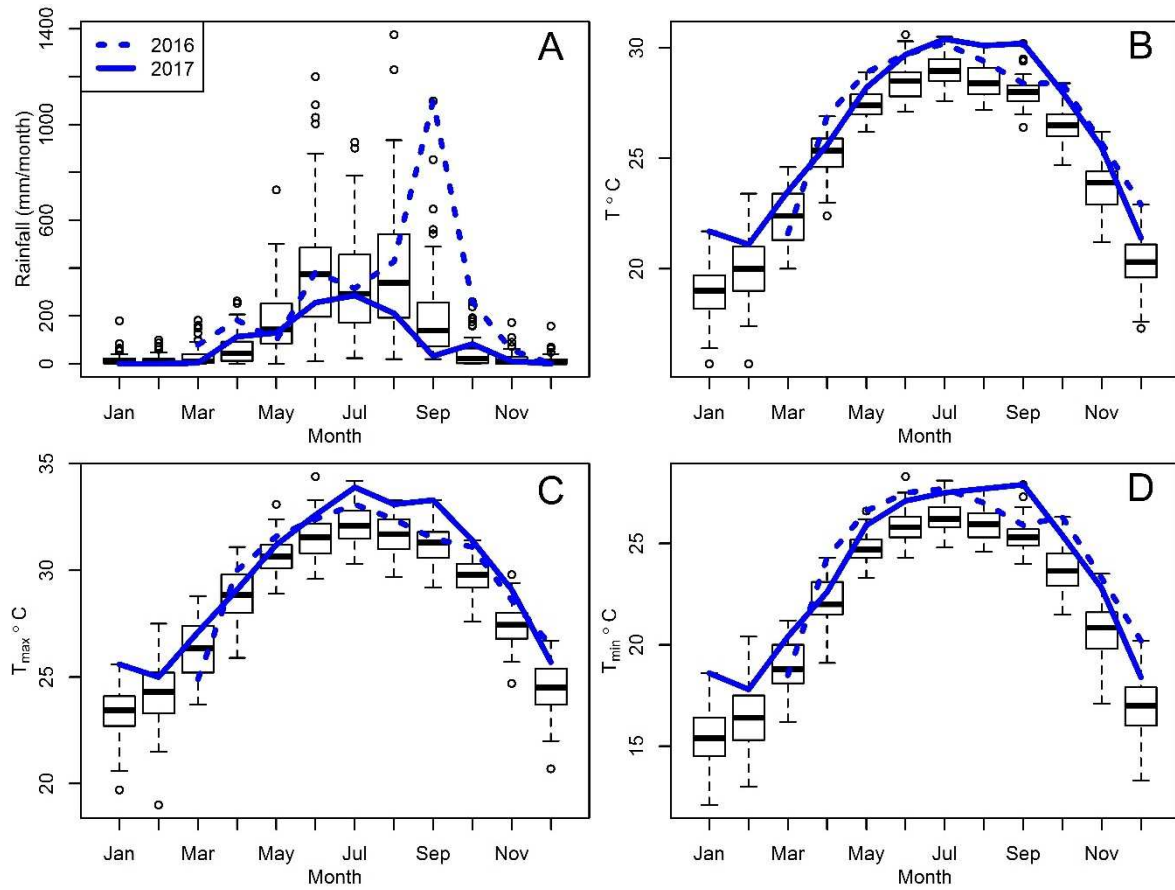 A
2016
2017
Rainfall (mm/month)
0 200 600 1000 1400
Jan Mar May Jul Sep Nov
Month
B
T °C
20 25 30
Jan Mar May Jul Sep Nov
Month
C
Tmax °C
20 25 30 35
Jan Mar May Jul Sep Nov
Month
D
Tmin °C
15 20 25
Jan Mar May Jul Sep Nov
Month